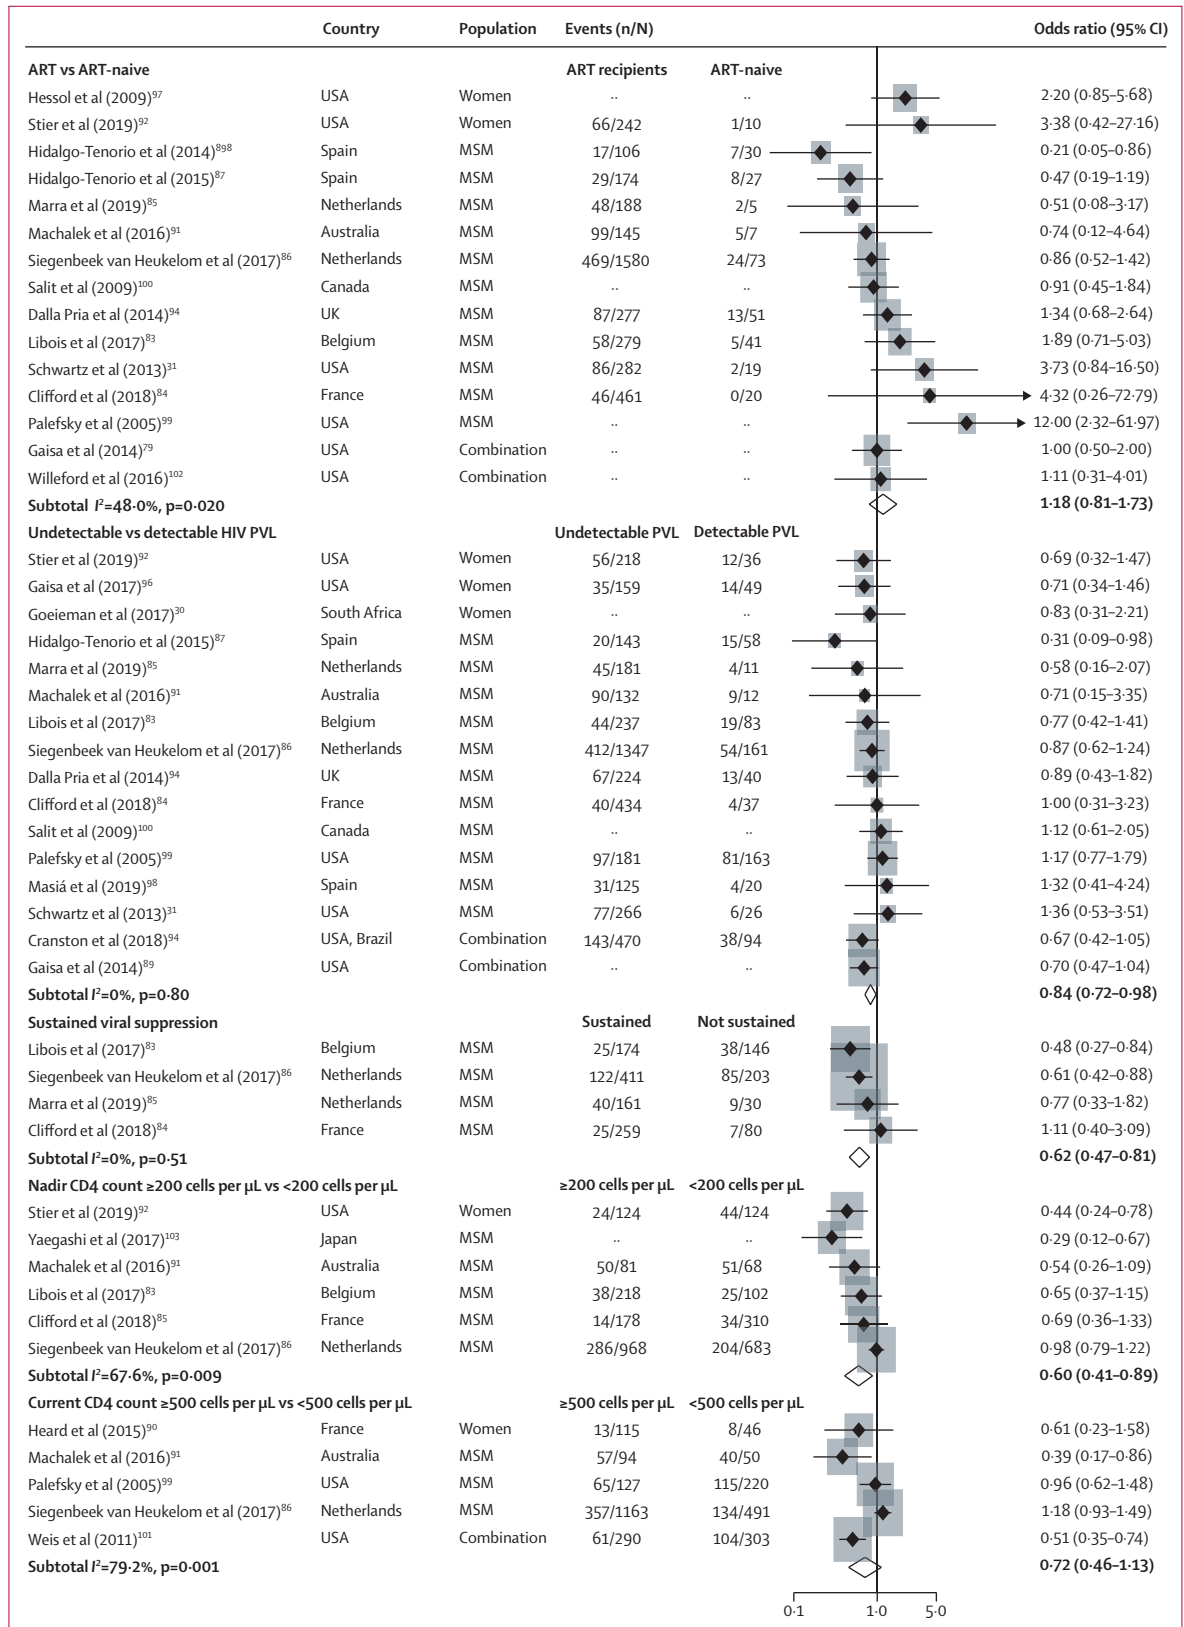 Country Population Events (n/N) Odds ratio (95% CI)
ART vs ART-naive ART recipients ART-naive
Hessol et al (2009)97 USA Women ·· ·· 2·20 (0·85–5·68)
Stier et al (2019)92 USA Women 66/242 1/10 3·38 (0·42–27·16)
Hidalgo-Tenorio et al (2014)898 Spain MSM 17/106 7/30 0·21 (0·05–0·86)
Hidalgo-Tenorio et al (2015)87 Spain MSM 29/174 8/27 0·47 (0·19–1·19)
Marra et al (2019)85 Netherlands MSM 48/188 2/5 0·51 (0·08–3·17)
Machalek et al (2016)91 Australia MSM 99/145 5/7 0·74 (0·12–4·64)
Siegenbeek van Heukelom et al (2017)86 Netherlands MSM 469/1580 24/73 0·86 (0·52–1·42)
Salit et al (2009)100 Canada MSM ·· ·· 0·91 (0·45–1·84)
Dalla Pria et al (2014)94 UK MSM 87/277 13/51 1·34 (0·68–2·64)
Libois et al (2017)83 Belgium MSM 58/279 5/41 1·89 (0·71–5·03)
Schwartz et al (2013)31 USA MSM 86/282 2/19 3·73 (0·84–16·50)
Clifford et al (2018)84 France MSM 46/461 0/20 4·32 (0·26–72·79)
Palefsky et al (2005)99 USA MSM ·· ·· 12·00 (2·32–61·97)
Gaisa et al (2014)79 USA Combination ·· ·· 1·00 (0·50–2·00)
Willeford et al (2016)102 USA Combination ·· ·· 1·11 (0·31–4·01)
Subtotal I2=48·0%, p=0·020 1·18 (0·81–1·73)
Undetectable vs detectable HIV PVL Undetectable PVL Detectable PVL
Stier et al (2019)92 USA Women 56/218 12/36 0·69 (0·32–1·47)
Gaisa et al (2017)96 USA Women 35/159 14/49 0·71 (0·34–1·46)
Goeieman et al (2017)30 South Africa Women ·· ·· 0·83 (0·31–2·21)
Hidalgo-Tenorio et al (2015)87 Spain MSM 20/143 15/58 0·31 (0·09–0·98)
Marra et al (2019)85 Netherlands MSM 45/181 4/11 0·58 (0·16–2·07)
Machalek et al (2016)91 Australia MSM 90/132 9/12 0·71 (0·15–3·35)
Libois et al (2017)83 Belgium MSM 44/237 19/83 0·77 (0·42–1·41)
Siegenbeek van Heukelom et al (2017)86 Netherlands MSM 412/1347 54/161 0·87 (0·62–1·24)
Dalla Pria et al (2014)94 UK MSM 67/224 13/40 0·89 (0·43–1·82)
Clifford et al (2018)84 France MSM 40/434 4/37 1·00 (0·31–3·23)
Salit et al (2009)100 Canada MSM ·· ·· 1·12 (0·61–2·05)
Palefsky et al (2005)99 USA MSM 97/181 81/163 1·17 (0·77–1·79)
Masiá et al (2019)98 Spain MSM 31/125 4/20 1·32 (0·41–4·24)
Schwartz et al (2013)31 USA MSM 77/266 6/26 1·36 (0·53–3·51)
Cranston et al (2018)94 USA, Brazil Combination 143/470 38/94 0·67 (0·42–1·05)
Gaisa et al (2014)89 USA Combination ·· ·· 0·70 (0·47–1·04)
Subtotal I2=0%, p=0·80 0·84 (0·72–0·98)
Sustained viral suppression Sustained Not sustained
Libois et al (2017)83 Belgium MSM 25/174 38/146 0·48 (0·27–0·84)
Siegenbeek van Heukelom et al (2017)86 Netherlands MSM 122/411 85/203 0·61 (0·42–0·88)
Marra et al (2019)85 Netherlands MSM 40/161 9/30 0·77 (0·33–1·82)
Clifford et al (2018)84 France MSM 25/259 7/80 1·11 (0·40–3·09)
Subtotal I2=0%, p=0·51 0·62 (0·47–0·81)
Nadir CD4 count ≥200 cells per μL vs <200 cells per μL ≥200 cells per μL <200 cells per μL
Stier et al (2019)92 USA Women 24/124 44/124 0·44 (0·24–0·78)
Yaegashi et al (2017)103 Japan MSM ·· ·· 0·29 (0·12–0·67)
Machalek et al (2016)91 Australia MSM 50/81 51/68 0·54 (0·26–1·09)
Libois et al (2017)83 Belgium MSM 38/218 25/102 0·65 (0·37–1·15)
Clifford et al (2018)85 France MSM 14/178 34/310 0·69 (0·36–1·33)
Siegenbeek van Heukelom et al (2017)86 Netherlands MSM 286/968 204/683 0·98 (0·79–1·22)
Subtotal I2=67·6%, p=0·009 0·60 (0·41–0·89)
Current CD4 count ≥500 cells per μL vs <500 cells per μL ≥500 cells per μL <500 cells per μL
Heard et al (2015)90 France Women 13/115 8/46 0·61 (0·23–1·58)
Machalek et al (2016)91 Australia MSM 57/94 40/50 0·39 (0·17–0·86)
Palefsky et al (2005)99 USA MSM 65/127 115/220 0·96 (0·62–1·48)
Siegenbeek van Heukelom et al (2017)86 Netherlands MSM 357/1163 134/491 1·18 (0·93–1·49)
Weis et al (2011)101 USA Combination 61/290 104/303 0·51 (0·35–0·74)
Subtotal I2=79·2%, p=0·001 0·72 (0·46–1·13)
0·1 1·0 5·0